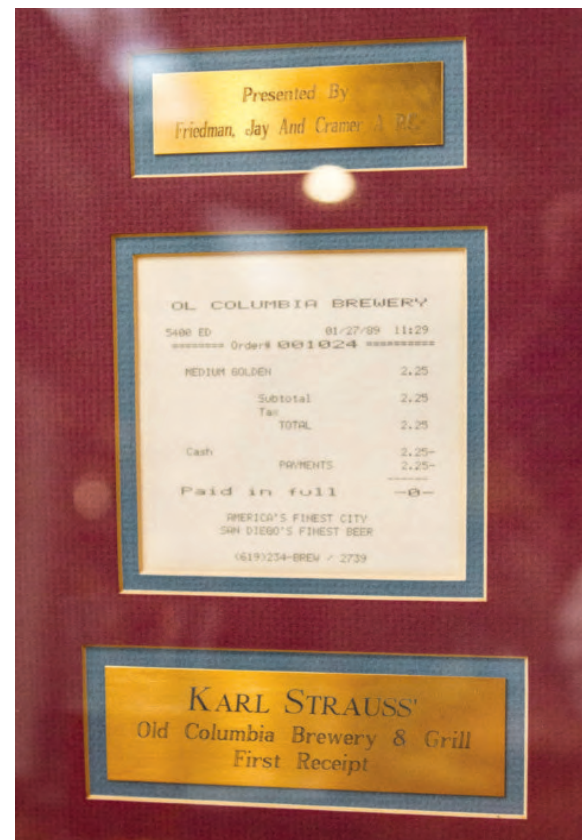 Presented By
Friedman, Jay And Cramer A P.C.
OL COLUMBIA BREWERY
5400 ED 01/27/89 11:29
======== Order# 001024 ==========
MEDIUM GOLDEN 2.25
Subtotal 2.25
Tax
TOTAL 2.25
Cash 2.25-
PAYMENTS 2.25-
------
Paid in full -0-
AMERICA'S FINEST CITY
SAN DIEGO'S FINEST BEER
(619)234-BREW / 2739
KARL STRAUSS'
Old Columbia Brewery & Grill
First Receipt